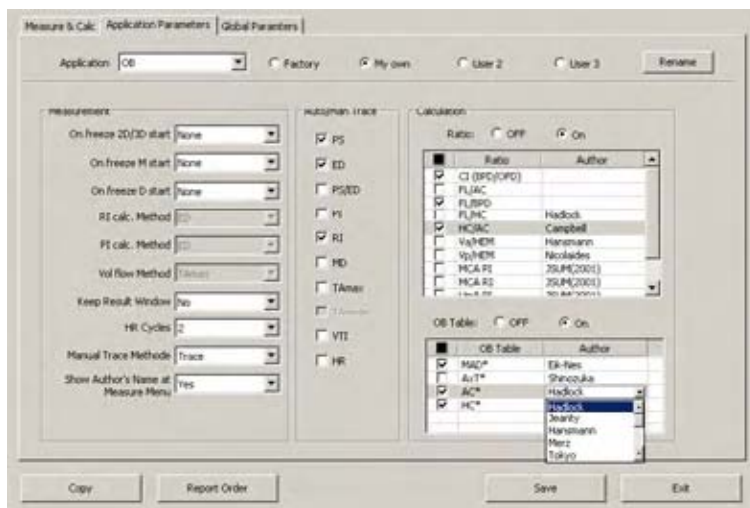 Measure & Calc
Application Parameters
Global Paramters
Application
OB
Factory
My own
User 2
User 3
Rename
Measurement
On freeze 2D/3D start
None
On freeze M start
None
On freeze D start
None
RI calc. Method
ED
PI calc. Method
ED
Vol flow Method
TAmax
Keep Result Window
No
HR Cycles
2
Manual Trace Methode
Trace
Show Author's Name at
Measure Menu
Yes
Auto/Man Trace
PS
ED
PS/ED
PI
RI
MD
TAmax
VTI
HR
Calculation
Ratio:
OFF
On
Ratio
Author
CI (BPD/OFD)
FL/AC
FL/BPD
FL/HC
Hadlock
HC/AC
Campbell
Va/HEM
Hansmann
Vp/HEM
Nicolaides
MCA PI
JSUM(2001)
MCA RI
JSUM(2001)
JSUM(2001)
OB Table:
OFF
On
OB Table
Author
MAD*
Eik-Nes
AxT*
Shinozuka
AC*
Hadlock
HC*
Hadlock
Jeanty
Hansmann
Merz
Tokyo
Copy
Report Order
Save
Exit